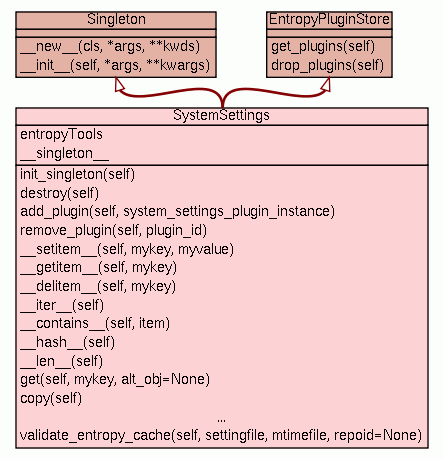 Singleton
__new__(cls, *args, **kwds)
__init__(self, *args, **kwargs)
EntropyPluginStore
get_plugins(self)
drop_plugins(self)
SystemSettings
entropyTools
__singleton__
init_singleton(self)
destroy(self)
add_plugin(self, system_settings_plugin_instance)
remove_plugin(self, plugin_id)
__setitem__(self, mykey, myvalue)
__getitem__(self, mykey)
__delitem__(self, mykey)
__iter__(self)
__contains__(self, item)
__hash__(self)
__len__(self)
get(self, mykey, alt_obj=None)
copy(self)
...
validate_entropy_cache(self, settingfile, mtimefile, repoid=None)